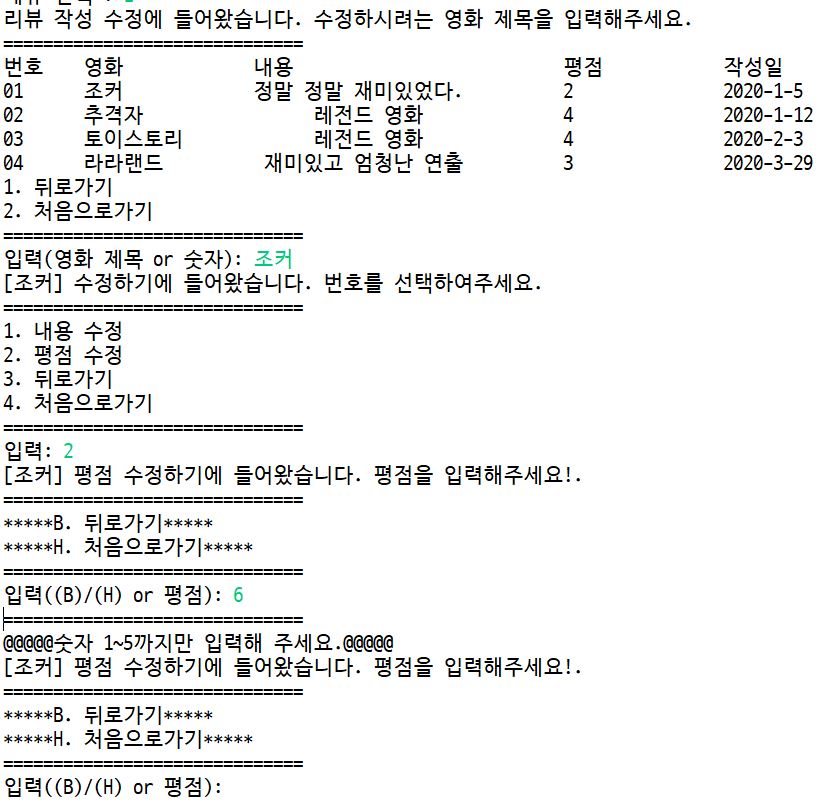 리뷰 작성 수정에 들어왔습니다. 수정하시려는 영화 제목을 입력해주세요.
==============================
번호 영화 내용 평점 작성일
01 조커 정말 정말 재미있었다. 2 2020-1-5
02 추격자 레전드 영화 4 2020-1-12
03 토이스토리 레전드 영화 4 2020-2-3
04 라라랜드 재미있고 엄청난 연출 3 2020-3-29
1. 뒤로가기
2. 처음으로가기
==============================
입력(영화 제목 or 숫자): 조커
[조커] 수정하기에 들어왔습니다. 번호를 선택하여주세요.
==============================
1. 내용 수정
2. 평점 수정
3. 뒤로가기
4. 처음으로가기
==============================
입력: 2
[조커] 평점 수정하기에 들어왔습니다. 평점을 입력해주세요!.
==============================
*****B. 뒤로가기*****
*****H. 처음으로가기*****
==============================
입력((B)/(H) or 평점): 6
==============================
@@@@@숫자 1~5까지만 입력해 주세요.@@@@@
[조커] 평점 수정하기에 들어왔습니다. 평점을 입력해주세요!.
==============================
*****B. 뒤로가기*****
*****H. 처음으로가기*****
==============================
입력((B)/(H) or 평점):